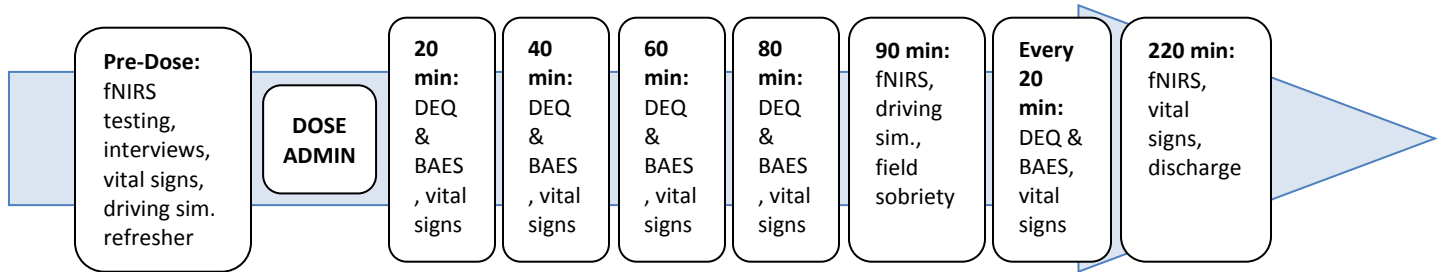 Pre-Dose:
fNIRS
testing,
interviews,
vital signs,
driving sim.
refresher
DOSE
ADMIN
20
min:
DEQ
&
BAES
, vital
signs
40
min:
DEQ
&
BAES
, vital
signs
60
min:
DEQ
&
BAES
, vital
signs
80
min:
DEQ
&
BAES
, vital
signs
90 min:
fNIRS,
driving
sim.,
field
sobriety
Every
20
min:
DEQ &
BAES,
vital
signs
220 min:
fNIRS,
vital
signs,
discharge